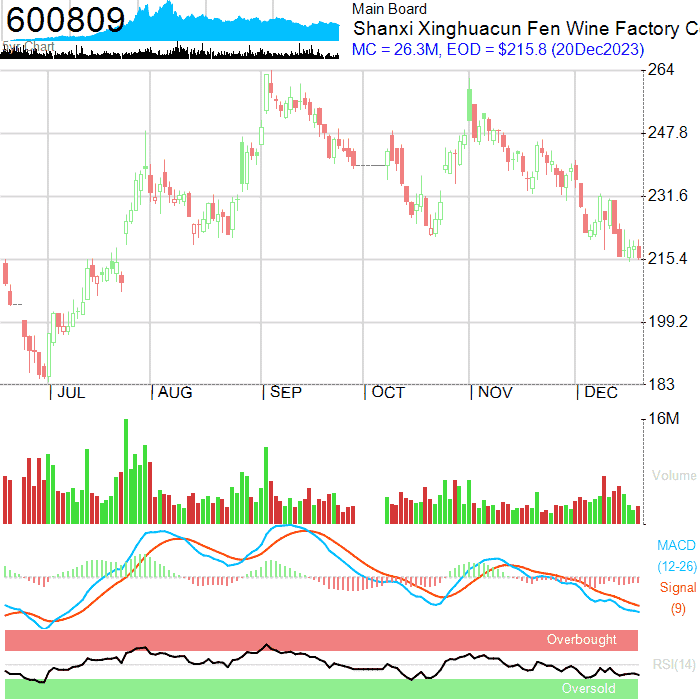 600809
5yr Chart
Main Board
Shanxi Xinghuacun Fen Wine Factory C
MC = 26.3M, EOD = $215.8 (20Dec2023)
264
247.8
231.6
215.4
199.2
183
JUL AUG SEP OCT NOV DEC
16M
Volume
MACD
(12-26)
Signal
(9)
Overbought
RSI(14)
Oversold